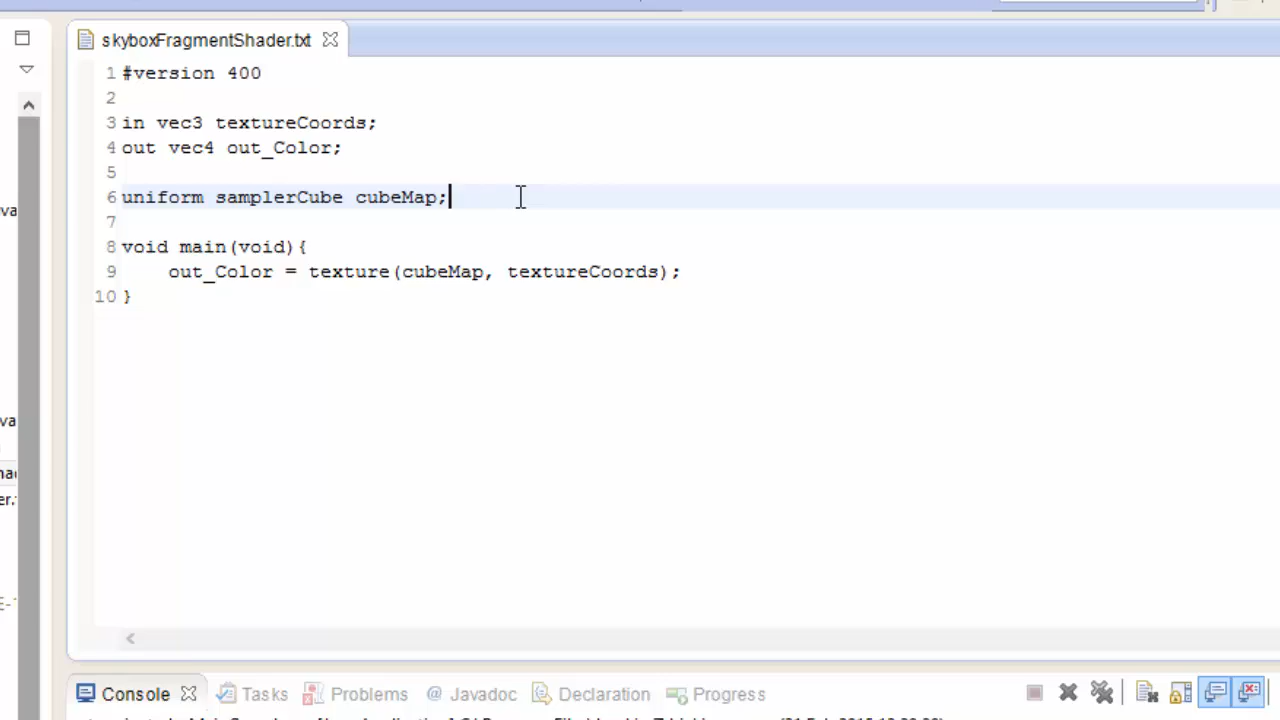 skyboxFragmentShader.txt
1 #version 400
2
3 in vec3 textureCoords;
4 out vec4 out_Color;
5
6 uniform samplerCube cubeMap;
7
8 void main(void){
9 out_Color = texture(cubeMap, textureCoords);
10 }
Console Tasks Problems @ Javadoc Declaration Progress